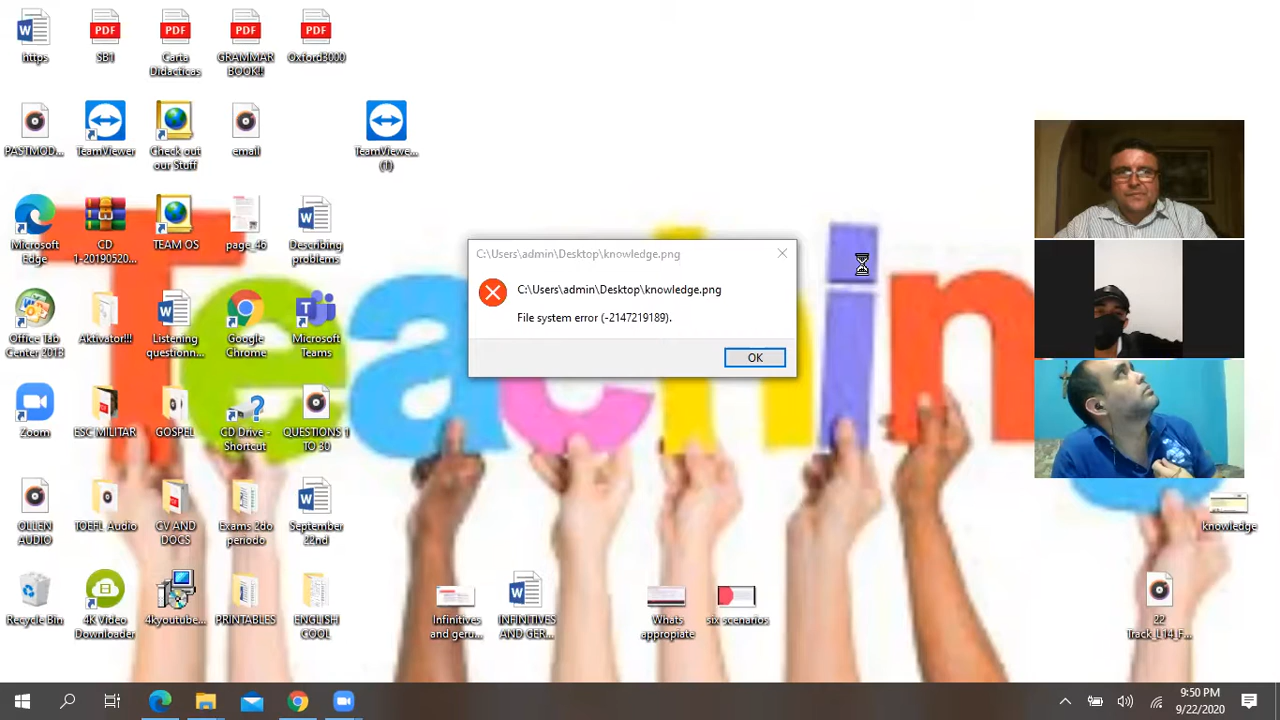 https
SB1
Carta
Didacticas
GRAMMAR
BOOK!!
Oxford3000
PASTMOD...
TeamViewer
Check out
our Stuff
email
TeamViewe...
(1)
Microsoft
Edge
CD
1-20190520...
TEAM OS
page_46
Describing
problems
C:\Users\admin\Desktop\knowledge.png
C:\Users\admin\Desktop\knowledge.png
File system error (-2147219189).
OK
Office Tab
Center 2013
Aktivator!!!
Listening
questionn...
Google
Chrome
Microsoft
Teams
Teachin
Zoom
ESC MILITAR
GOSPEL
CD Drive -
Shortcut
QUESTIONS 1
TO 30
OLLEN
AUDIO
TOEFL Audio
CV AND
DOCS
Exams 2do
periodo
September
22nd
knowledge
Recycle Bin
4K Video
Downloader
4kyoutube...
PRINTABLES
ENGLISH
COOL
Infinitives
and geru...
INFINITIVES
AND GER...
Whats
appropiate
six scenarios
22
Track_L14_F...
9:50 PM
9/22/2020